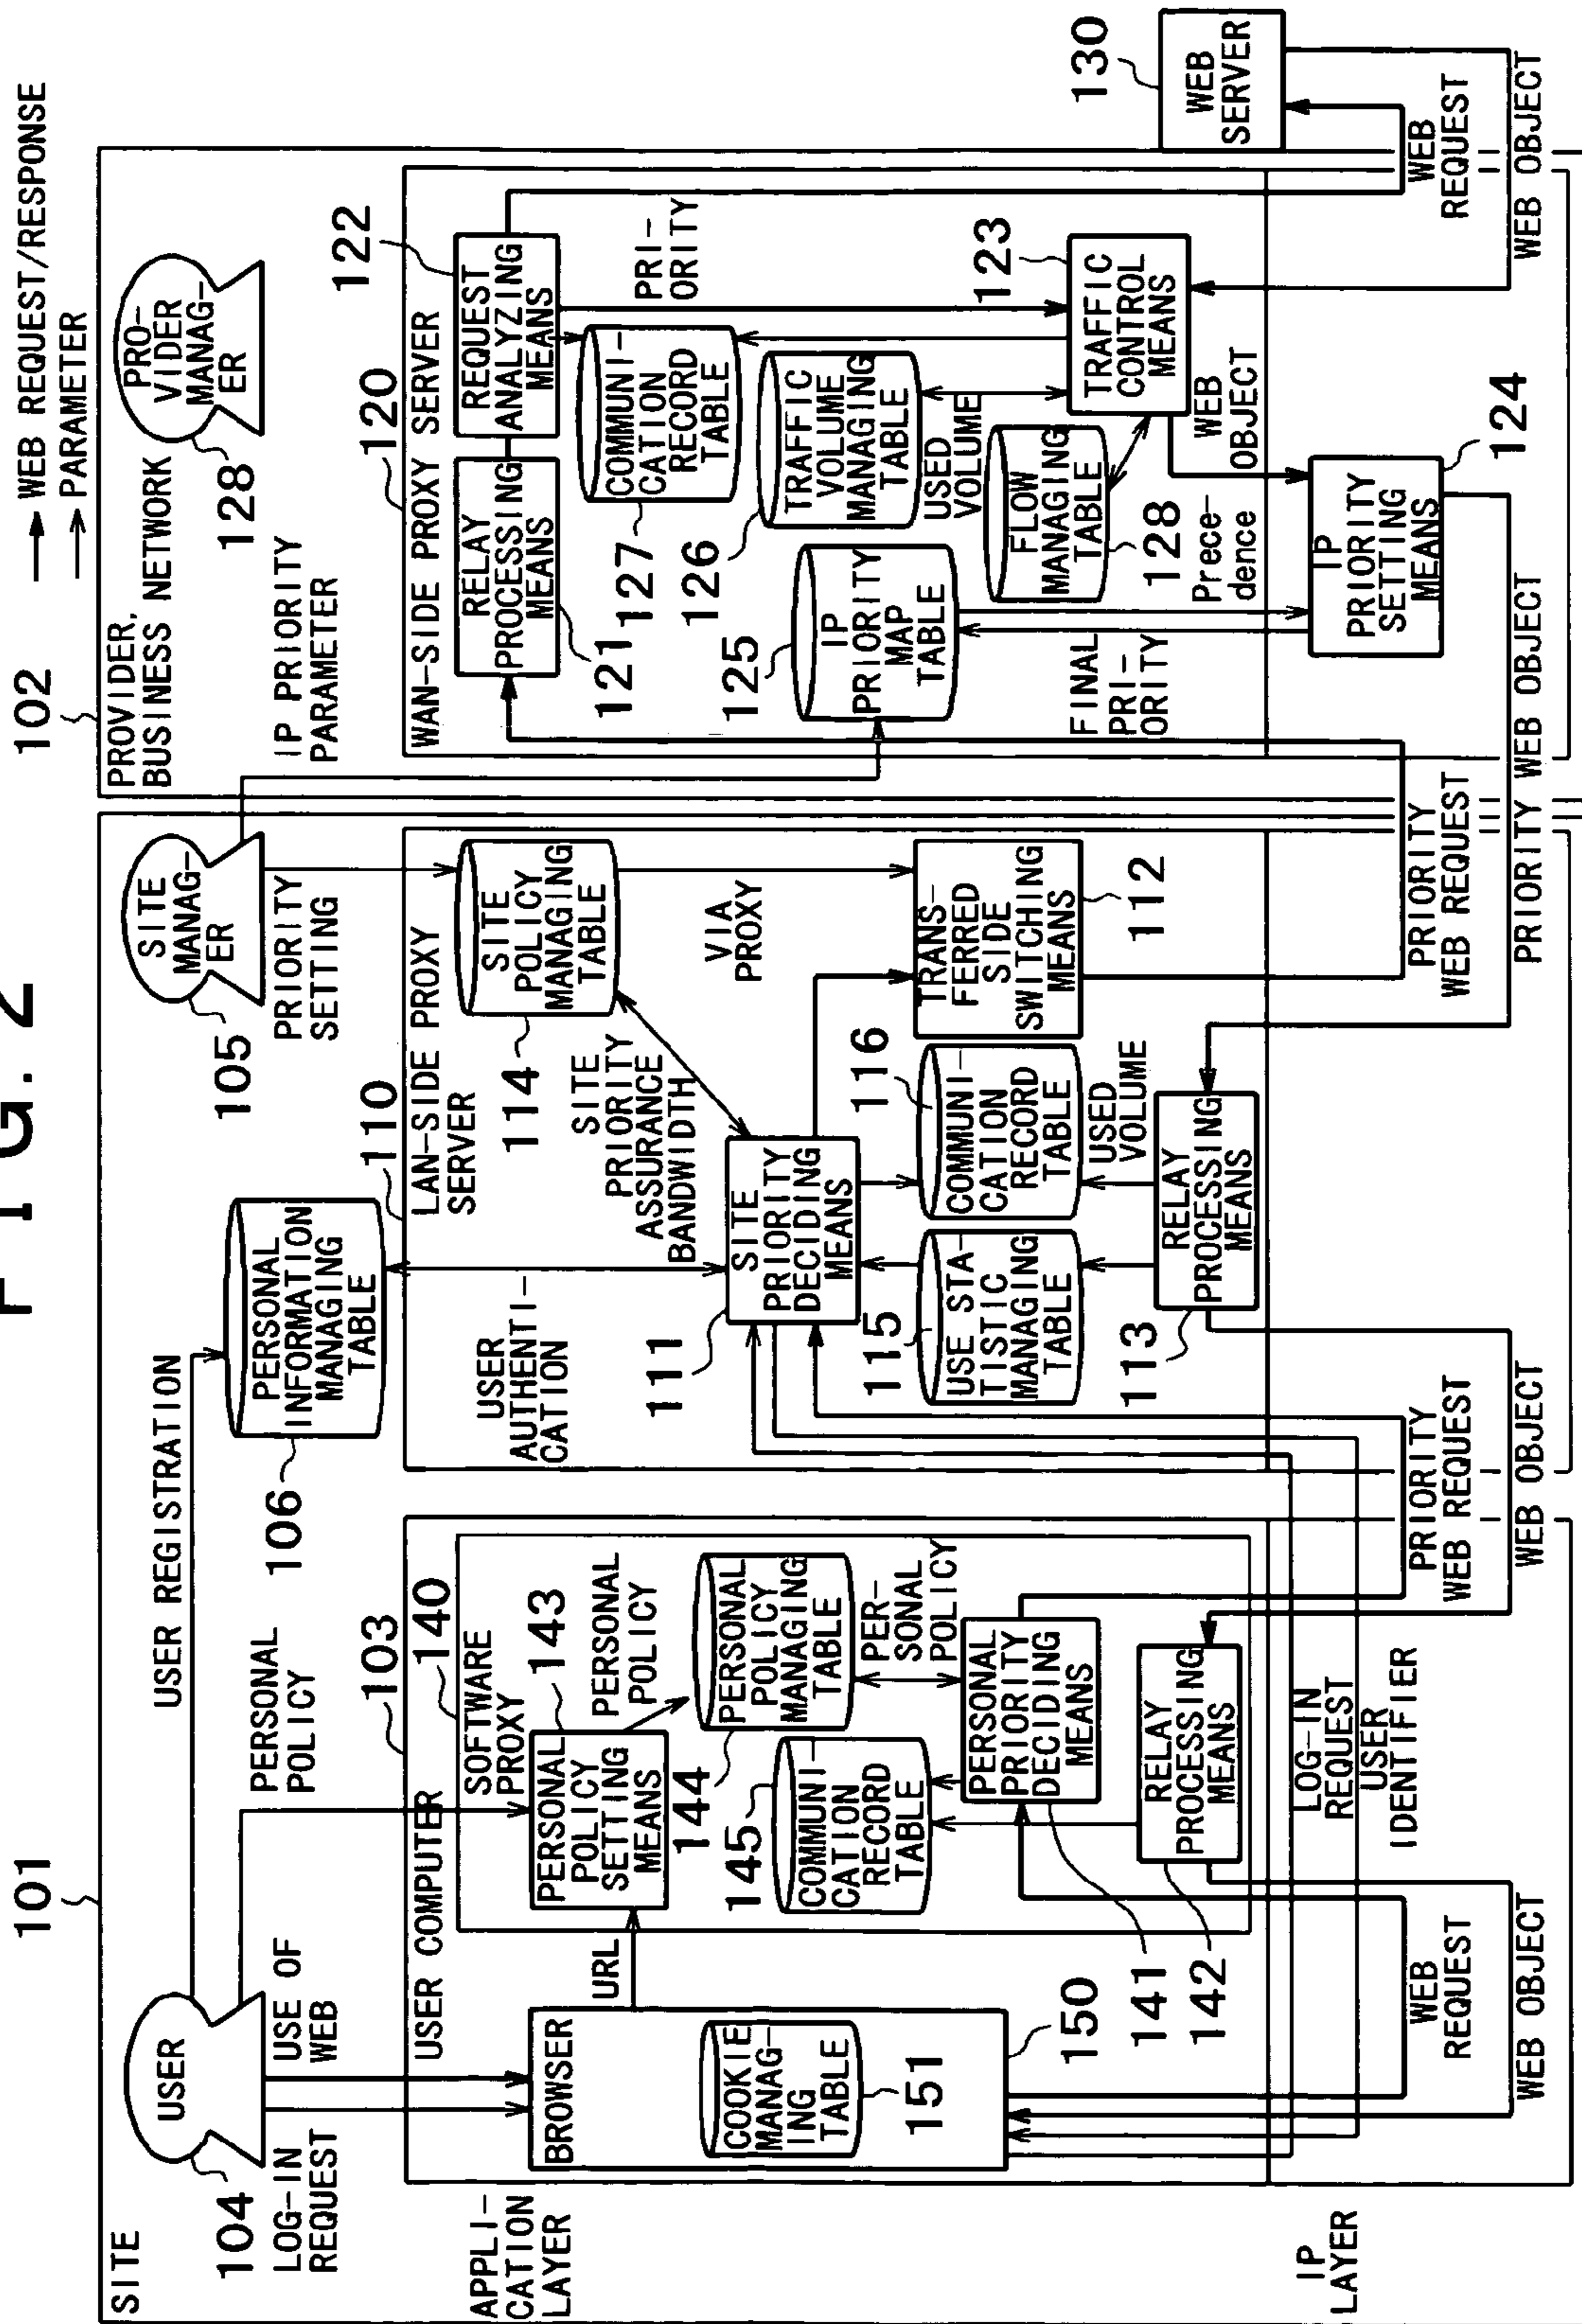 FIG. 2
WEB REQUEST/RESPONSE
PARAMETER
101
102
SITE
USER
104
LOG-IN
REQUEST
USE OF
WEB
PERSONAL
POLICY
USER REGISTRATION
PERSONAL
INFORMATION
MANAGING
TABLE
106
SITE
MANAG-
ER
105
PRIORITY
SETTING
PROVIDER,
BUSINESS NETWORK
IP PRIORITY
PARAMETER
PRO-
VIDER
MANAG-
ER
128
APPLI-
CATION
LAYER
IP
LAYER
USER COMPUTER
103
BROWSER
COOKIE
MANAG-
ING
TABLE
151
150
URL
SOFTWARE
PROXY
140
PERSONAL
POLICY
SETTING
MEANS
143
PERSONAL
POLICY
PERSONAL
POLICY
MANAGING
TABLE
144
COMMUNI-
CATION
RECORD
TABLE
145
PER-
SONAL
POLICY
PERSONAL
PRIORITY
DECIDING
MEANS
141
RELAY
PROCESSING
MEANS
142
WEB
REQUEST
WEB OBJECT
LOG-IN
REQUEST
USER
IDENTIFIER
PRIORITY
WEB REQUEST
WEB OBJECT
110
LAN-SIDE PROXY
SERVER
USER
AUTHENTI-
CATION
SITE
PRIORITY
ASSURANCE
BANDWIDTH
111
SITE
PRIORITY
DECIDING
MEANS
SITE
POLICY
MANAGING
TABLE
114
VIA
PROXY
TRANS-
FERRED
SIDE
SWITCHING
MEANS
112
USE STA-
TISTIC
MANAGING
TABLE
115
COMMUNI-
CATION
RECORD
TABLE
116
USED
VOLUME
RELAY
PROCESSING
MEANS
113
PRIORITY
WEB REQUEST
PRIORITY WEB OBJECT
WEB OBJECT
WAN-SIDE PROXY SERVER
120
RELAY
PROCESSING
MEANS
121
REQUEST
ANALYZING
MEANS
122
COMMUNI-
CATION
RECORD
TABLE
127
PRI-
ORITY
TRAFFIC
VOLUME
MANAGING
TABLE
126
USED
VOLUME
IP
PRIORITY
MAP
TABLE
125
FLOW
MANAGING
TABLE
128
TRAFFIC
CONTROL
MEANS
123
FINAL
PRI-
ORITY
Prece-
dence
WEB
OBJECT
IP
PRIORITY
SETTING
MEANS
124
WEB
SERVER
130
WEB
REQUEST
WEB OBJECT